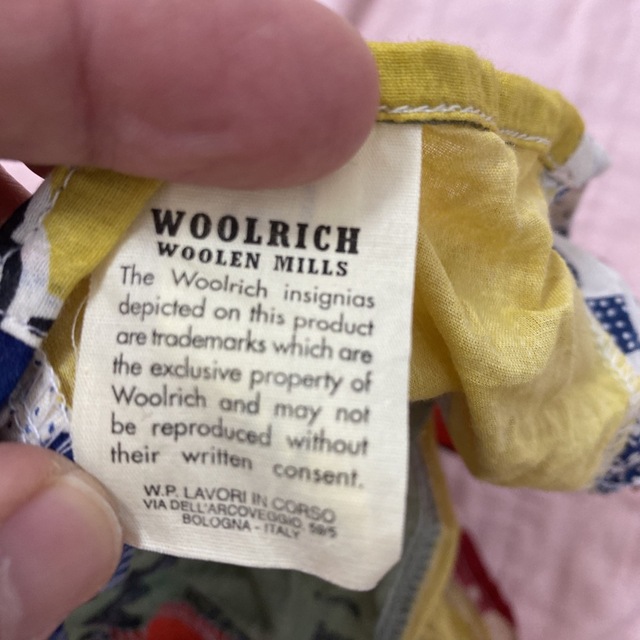 WOOLRICH
WOOLEN MILLS
The Woolrich insignias
depicted on this product
are trademarks which are
the exclusive property of
Woolrich and may not
be reproduced without
their written consent.
W.P. LAVORI IN CORSO
VIA DELL'ARCOVEGGIO 59/5
BOLOGNA - ITALY